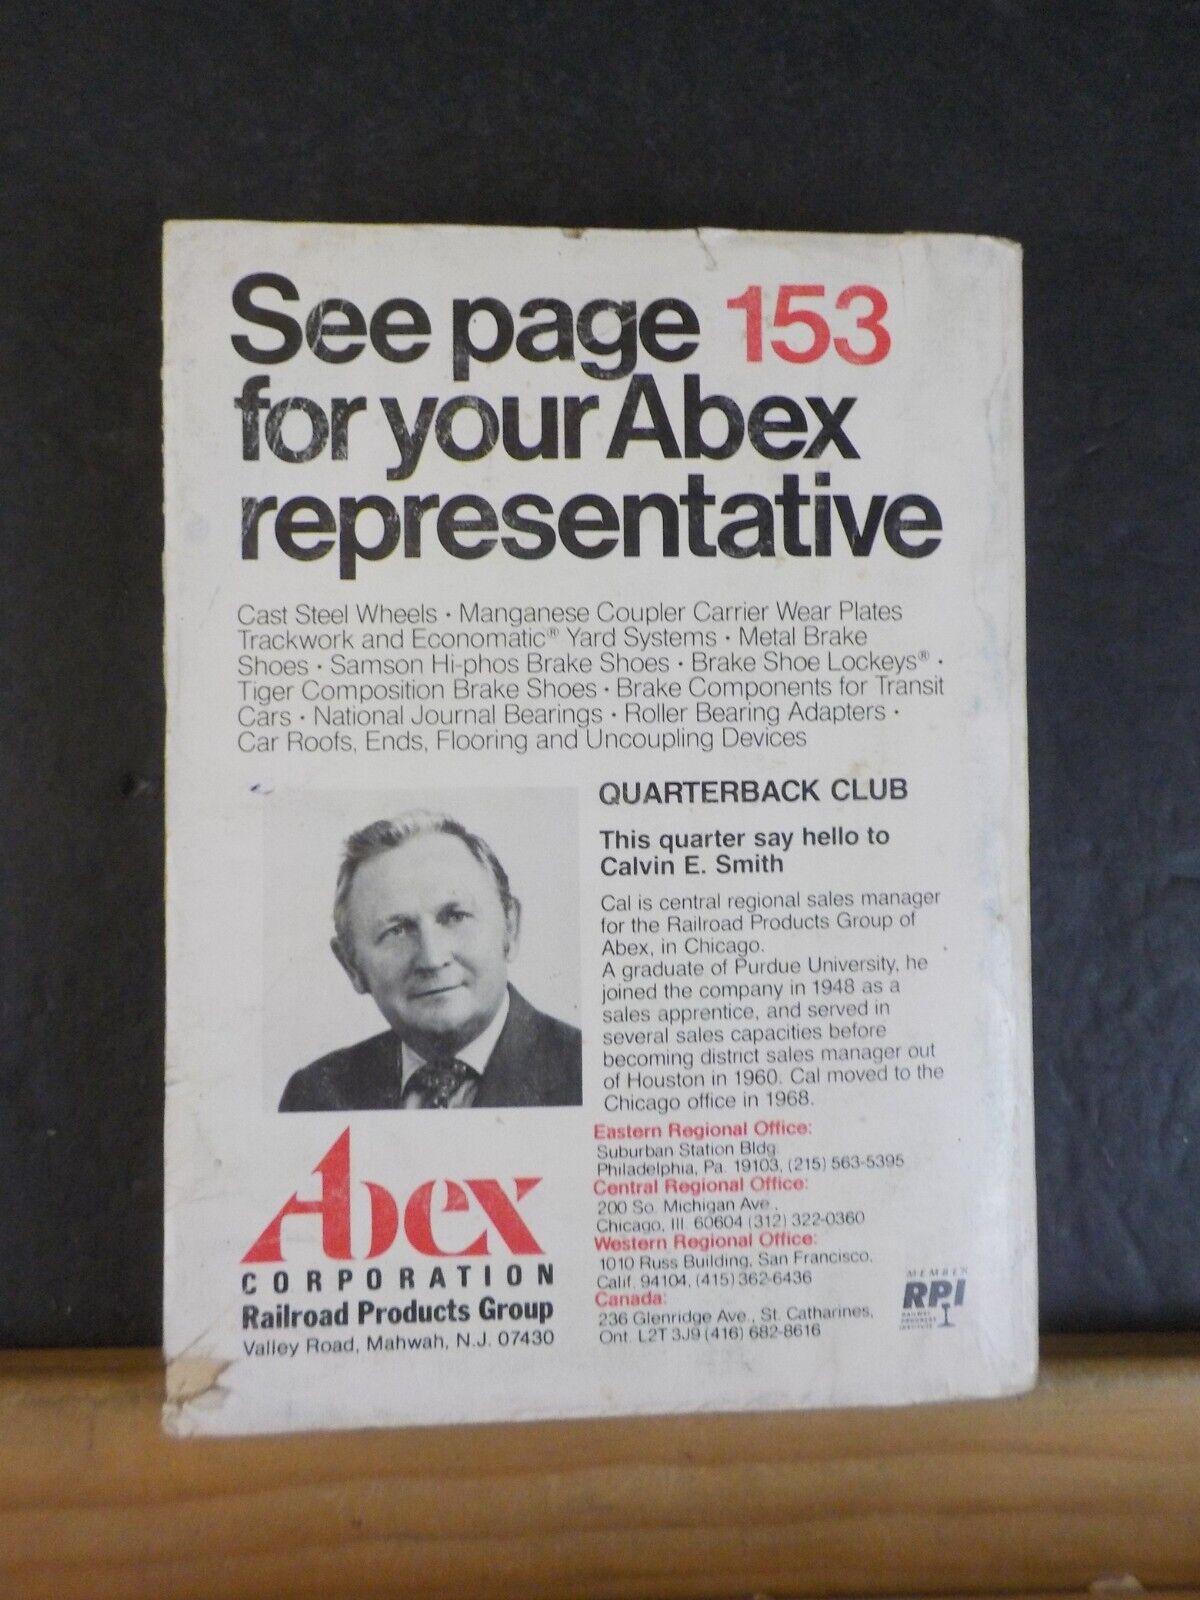 See page 153
for your Abex
representative
Cast Steel Wheels • Manganese Coupler Carrier Wear Plates
Trackwork and Economatic® Yard Systems • Metal Brake
Shoes • Samson Hi-phos Brake Shoes • Brake Shoe Lockeys® •
Tiger Composition Brake Shoes • Brake Components for Transit
Cars • National Journal Bearings • Roller Bearing Adapters •
Car Roofs, Ends, Flooring and Uncoupling Devices
QUARTERBACK CLUB
This quarter say hello to
Calvin E. Smith
Cal is central regional sales manager
for the Railroad Products Group of
Abex, in Chicago.
A graduate of Purdue University, he
joined the company in 1948 as a
sales apprentice, and served in
several sales capacities before
becoming district sales manager out
of Houston in 1960. Cal moved to the
Chicago office in 1968.
Abex
CORPORATION
Railroad Products Group
Valley Road, Mahwah, N.J. 07430
Eastern Regional Office:
Suburban Station Bldg.
Philadelphia, Pa. 19103, (215) 563-5395
Central Regional Office:
200 So. Michigan Ave.,
Chicago, Ill. 60604 (312) 322-0360
Western Regional Office:
1010 Russ Building, San Francisco,
Calif. 94104, (415) 362-6436
Canada:
236 Glenridge Ave., St. Catharines,
Ont. L2T 3J9 (416) 682-8616
MEMBER
RPI
RAILWAY
PROGRESS
INSTITUTE